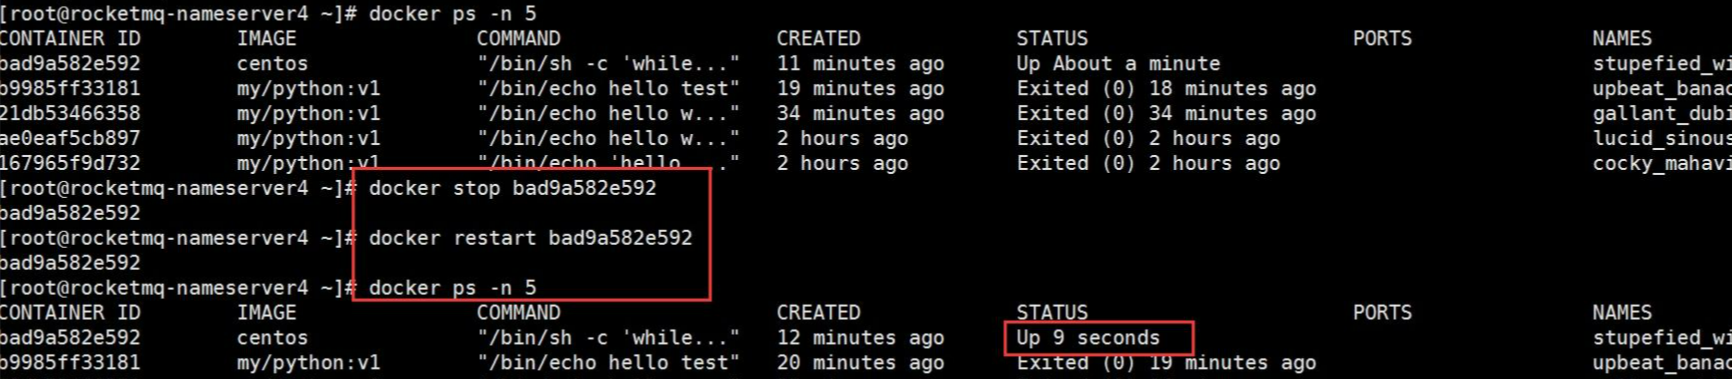 [root@rocketmq-nameserver4 ~]# docker ps -n 5
CONTAINER ID IMAGE COMMAND CREATED STATUS PORTS NAMES
bad9a582e592 centos "/bin/sh -c 'while..." 11 minutes ago Up About a minute stupefied_wi
b9985ff33181 my/python:v1 "/bin/echo hello test" 19 minutes ago Exited (0) 18 minutes ago upbeat_banac
21db53466358 my/python:v1 "/bin/echo hello w..." 34 minutes ago Exited (0) 34 minutes ago gallant_dubi
ae0eaf5cb897 my/python:v1 "/bin/echo hello w..." 2 hours ago Exited (0) 2 hours ago lucid_sinous
167965f9d732 my/python:v1 "/bin/echo 'hello ..." 2 hours ago Exited (0) 2 hours ago cocky_mahavi
[root@rocketmq-nameserver4 ~]# docker stop bad9a582e592
bad9a582e592
[root@rocketmq-nameserver4 ~]# docker restart bad9a582e592
bad9a582e592
[root@rocketmq-nameserver4 ~]# docker ps -n 5
CONTAINER ID IMAGE COMMAND CREATED STATUS PORTS NAMES
bad9a582e592 centos "/bin/sh -c 'while..." 12 minutes ago Up 9 seconds stupefied_wi
b9985ff33181 my/python:v1 "/bin/echo hello test" 20 minutes ago Exited (0) 19 minutes ago upbeat_banac